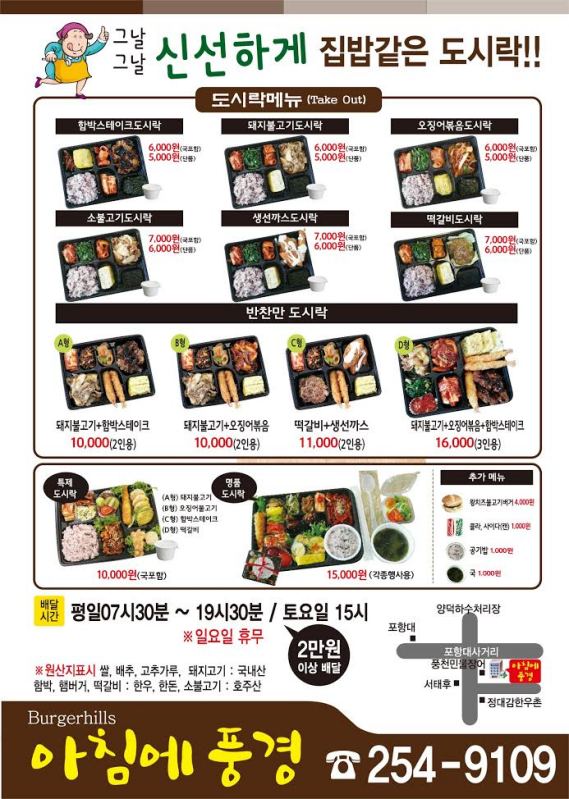 그날
그날
신선하게 집밥같은 도시락!!
도시락메뉴 (Take Out)
함박스테이크도시락
6,000원(국포함)
5,000원(단품)
돼지불고기도시락
6,000원(국포함)
5,000원(단품)
오징어볶음도시락
6,000원(국포함)
5,000원(단품)
소불고기도시락
7,000원(국포함)
6,000원(단품)
생선까스도시락
7,000원(국포함)
6,000원(단품)
떡갈비도시락
7,000원(국포함)
6,000원(단품)
반찬만 도시락
A형
돼지불고기+함박스테이크
10,000(2인용)
B형
돼지불고기+오징어볶음
10,000(2인용)
C형
떡갈비+생선까스
11,000(2인용)
D형
돼지불고기+오징어볶음+함박스테이크
16,000(3인용)
특제
도시락
(A형) 돼지불고기
(B형) 오징어불고기
(C형) 함박스테이크
(D형) 떡갈비
10,000원(국포함)
명품
도시락
15,000원 (각종행사용)
추가 메뉴
왕치즈불고기버거 4,000원
콜라, 사이다(캔) 1,000원
공기밥 1,000원
국 1,000원
배달
시간
평일07시30분 ~ 19시30분 / 토요일 15시
※일요일 휴무
2만원
이상 배달
※원산지표시 쌀, 배추, 고추가루, 돼지고기 : 국내산
함박, 햄버거, 떡갈비 : 한우, 한돈, 소불고기 : 호주산
양덕하수처리장
포항대
포항대사거리
풍천민물장어
아침에
풍경
서태후
정대감한우촌
Burgerhills
아침에 풍경
☎ 254-9109